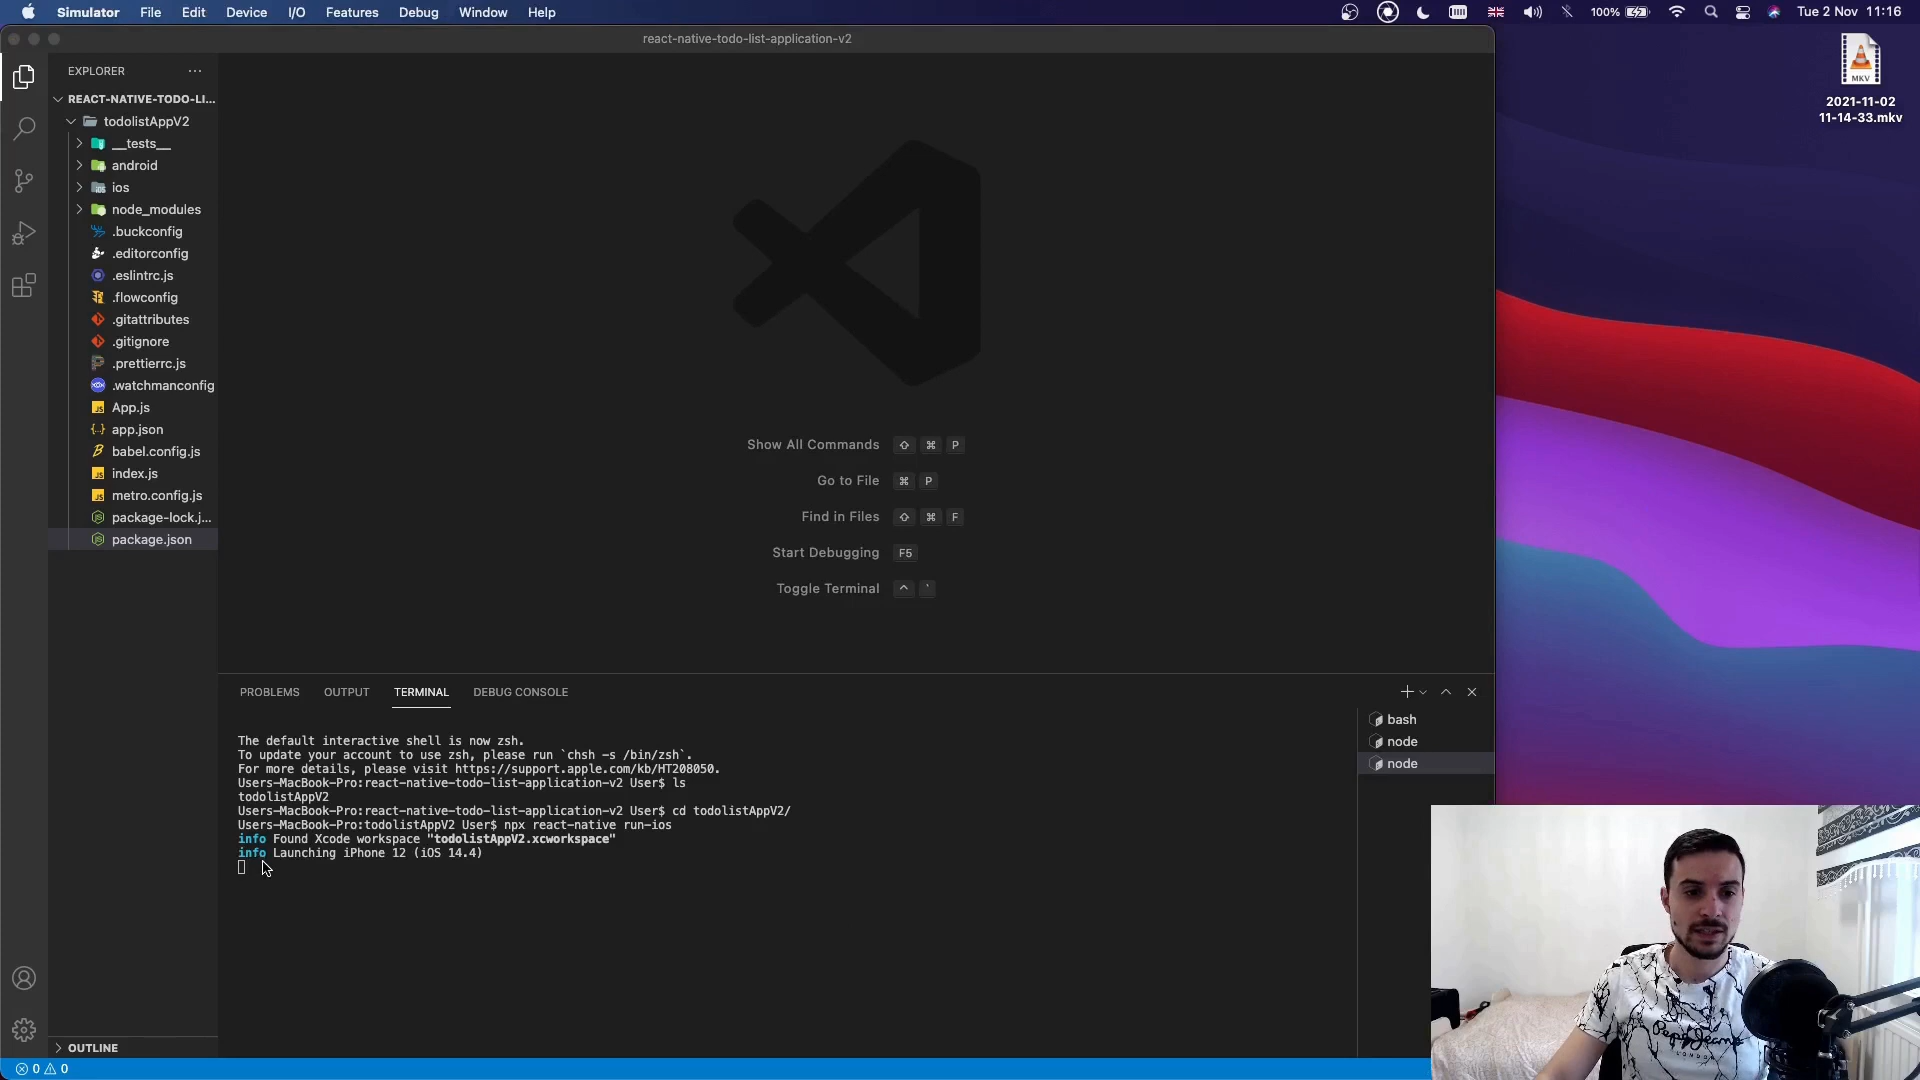 Simulator File Edit View Device I/O Features Debug Window Help
100% Tue 2 Nov 11:16
react-native-todo-list-application-v2
MKV
2021-11-02
11-14-33.mkv
EXPLORER
REACT-NATIVE-TODO-LI...
todolistAppV2
__tests__
android
ios
node_modules
.buckconfig
.editorconfig
.eslintrc.js
.flowconfig
.gitattributes
.gitignore
.prettierrc.js
.watchmanconfig
App.js
app.json
babel.config.js
index.js
metro.config.js
package-lock.j...
package.json
OUTLINE
Show All Commands ⇧ ⌘ P
Go to File ⌘ P
Find in Files ⇧ ⌘ F
Start Debugging F5
Toggle Terminal ^ `
PROBLEMS OUTPUT TERMINAL DEBUG CONSOLE
The default interactive shell is now zsh.
To update your account to use zsh, please run `chsh -s /bin/zsh`.
For more details, please visit https://support.apple.com/kb/HT208050.
Users-MacBook-Pro:react-native-todo-list-application-v2 User$ ls
todolistAppV2
Users-MacBook-Pro:react-native-todo-list-application-v2 User$ cd todolistAppV2/
Users-MacBook-Pro:todolistAppV2 User$ npx react-native run-ios
info Found Xcode workspace "todolistAppV2.xcworkspace"
info Launching iPhone 12 (iOS 14.4)
bash
node
node
0 0
Pepe Jeans
LONDON